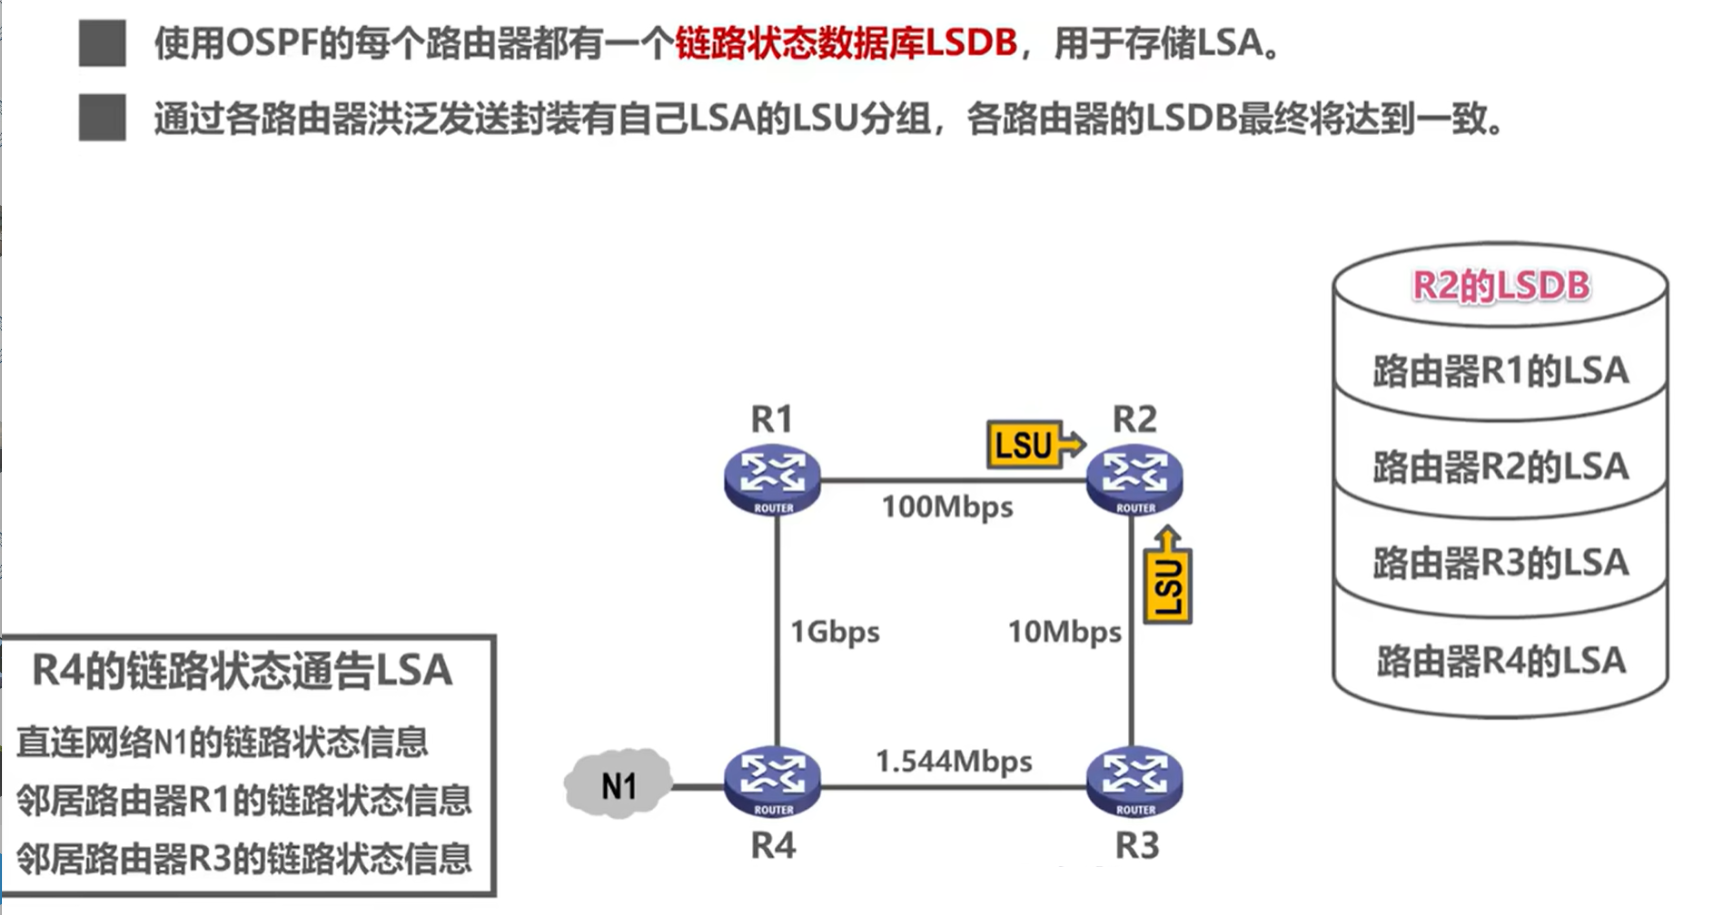 使用OSPF的每个路由器都有一个链路状态数据库LSDB，用于存储LSA。
通过各路由器洪泛发送封装有自己LSA的LSU分组，各路由器的LSDB最终将达到一致。
R2的LSDB
路由器R1的LSA
路由器R2的LSA
路由器R3的LSA
路由器R4的LSA
R1
LSU
R2
ROUTER
ROUTER
100Mbps
LSU
1Gbps
10Mbps
R4的链路状态通告LSA
直连网络N1的链路状态信息
邻居路由器R1的链路状态信息
邻居路由器R3的链路状态信息
N1
1.544Mbps
ROUTER
ROUTER
R4
R3